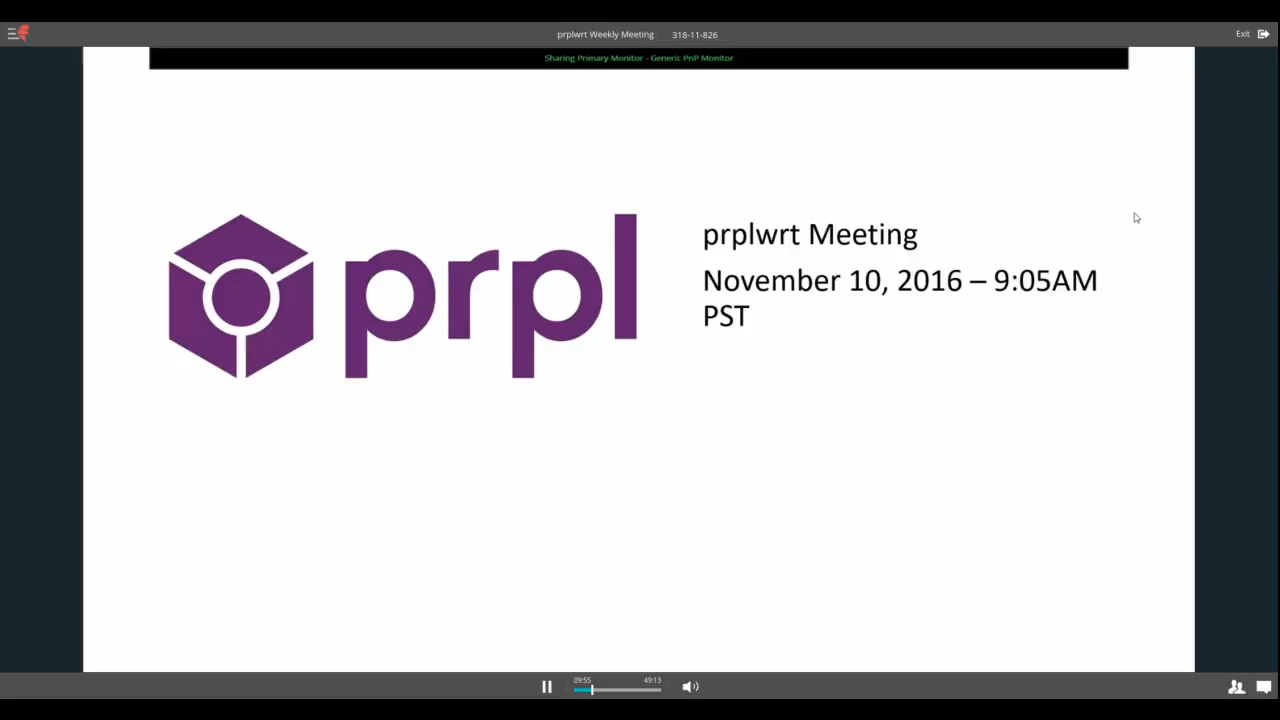 prplwrt Weekly Meeting 318-11-826
Exit
Sharing Primary Monitor - Generic PnP Monitor
prpl
prplwrt Meeting
November 10, 2016 – 9:05AM
PST
09:55 49:13